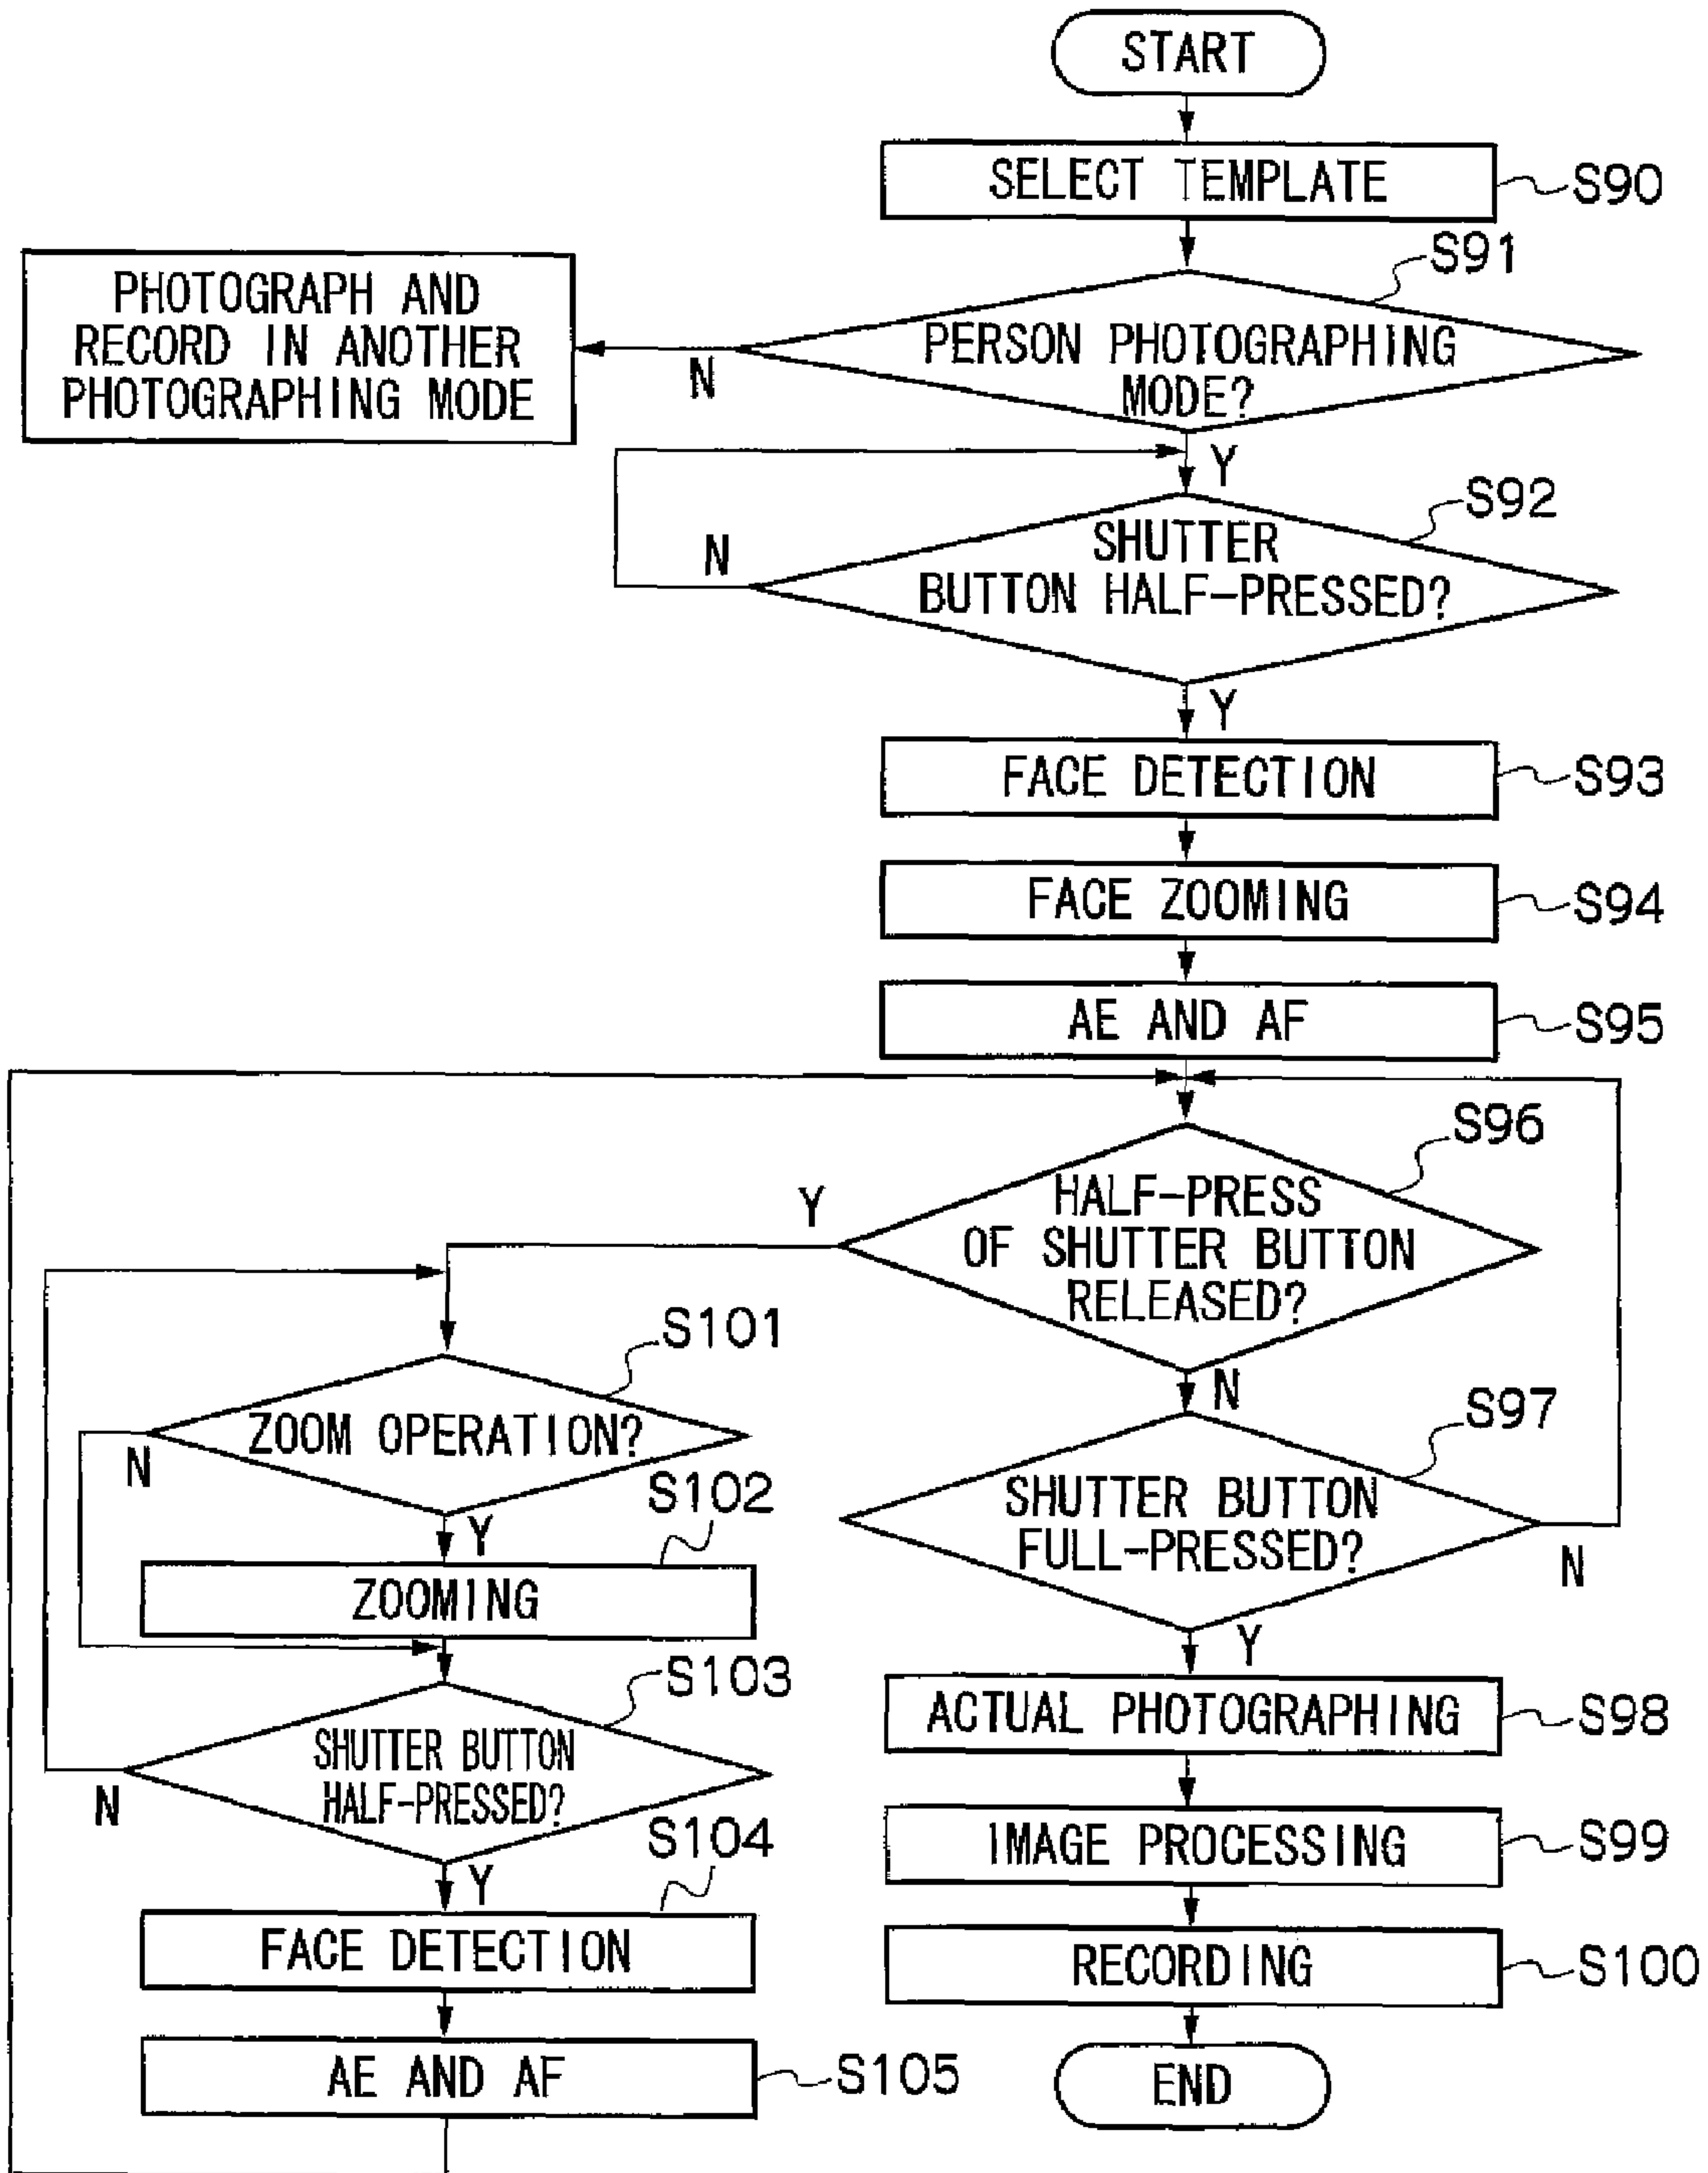 START
SELECT TEMPLATE
S90
S91
PERSON PHOTOGRAPHING
MODE?
N
PHOTOGRAPH AND
RECORD IN ANOTHER
PHOTOGRAPHING MODE
Y
S92
SHUTTER
BUTTON HALF-PRESSED?
N
Y
FACE DETECTION
S93
FACE ZOOMING
S94
AE AND AF
S95
S96
HALF-PRESS
OF SHUTTER BUTTON
RELEASED?
Y
N
S97
SHUTTER BUTTON
FULL-PRESSED?
N
Y
ACTUAL PHOTOGRAPHING
S98
IMAGE PROCESSING
S99
RECORDING
S100
END
S101
ZOOM OPERATION?
N
Y
S102
ZOOMING
S103
SHUTTER BUTTON
HALF-PRESSED?
N
Y
S104
FACE DETECTION
AE AND AF
S105